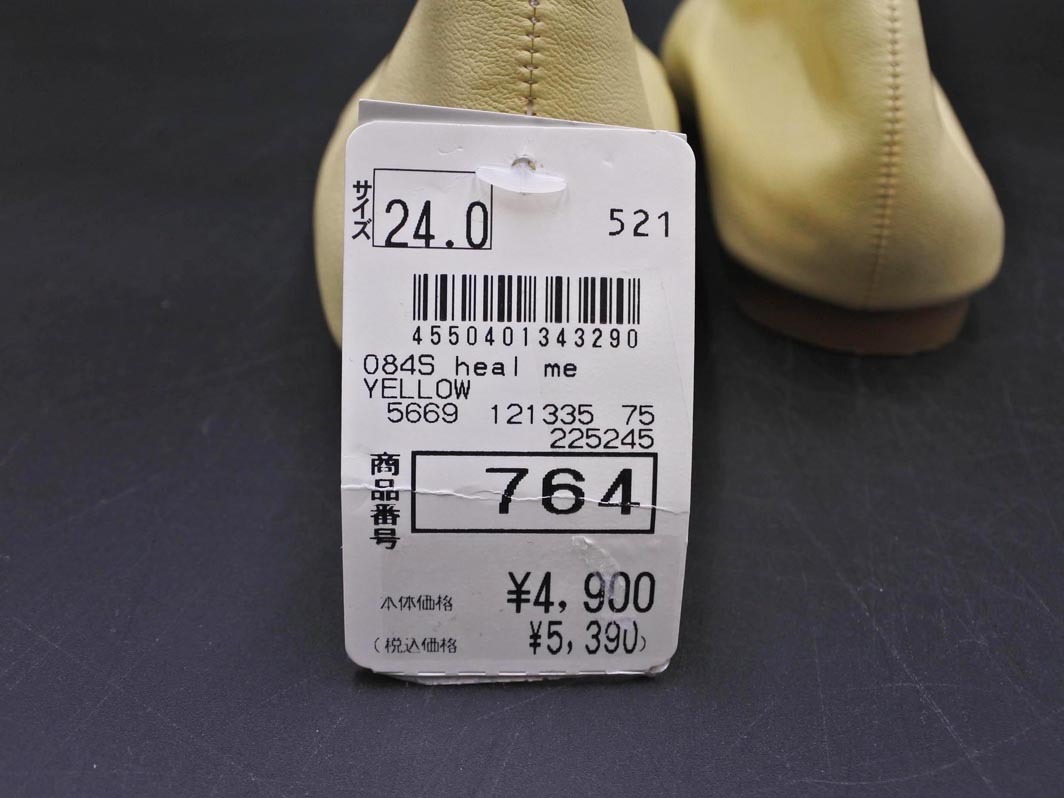 サイズ 24.0 521
4550401343290
084S heal me
YELLOW
5669 121335 75
225245
商品番号 764
本体価格 ¥4,900
(税込価格 ¥5,390)